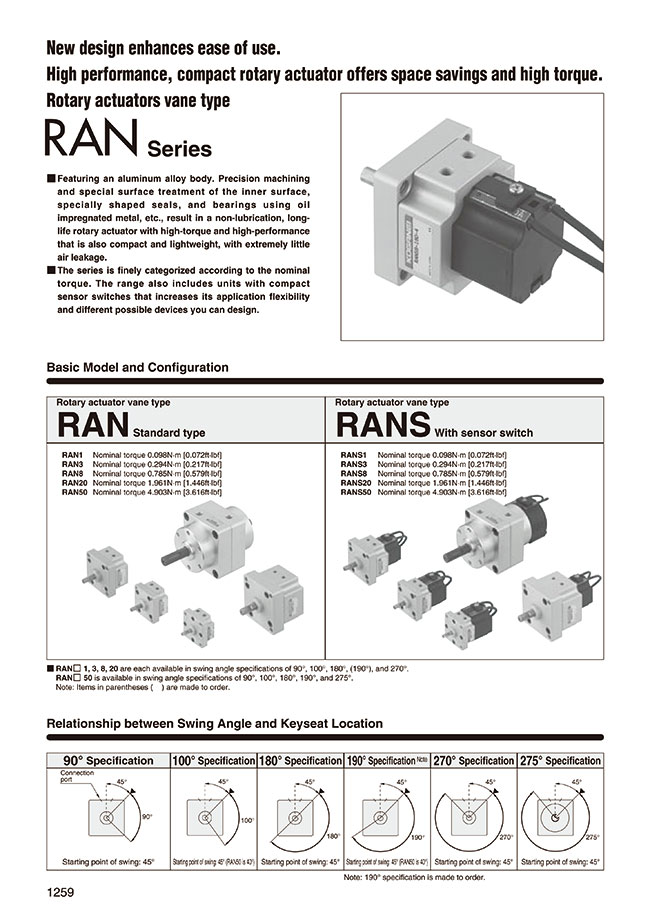 New design enhances ease of use.
High performance, compact rotary actuator offers space savings and high torque.
Rotary actuators vane type
RAN Series
■ Featuring an aluminum alloy body. Precision machining
and special surface treatment of the inner surface,
specially shaped seals, and bearings using oil
impregnated metal, etc., result in a non-lubrication, long-
life rotary actuator with high-torque and high-performance
that is also compact and lightweight, with extremely little
air leakage.
■ The series is finely categorized according to the nominal
torque. The range also includes units with compact
sensor switches that increases its application flexibility
and different possible devices you can design.
KOGANEI
Basic Model and Configuration
Rotary actuator vane type
RAN Standard type
RAN1 Nominal torque 0.098N·m [0.072ft·lbf]
RAN3 Nominal torque 0.294N·m [0.217ft·lbf]
RAN8 Nominal torque 0.785N·m [0.579ft·lbf]
RAN20 Nominal torque 1.961N·m [1.446ft·lbf]
RAN50 Nominal torque 4.903N·m [3.616ft·lbf]
Rotary actuator vane type
RANS With sensor switch
RANS1 Nominal torque 0.098N·m [0.072ft·lbf]
RANS3 Nominal torque 0.294N·m [0.217ft·lbf]
RANS8 Nominal torque 0.785N·m [0.579ft·lbf]
RANS20 Nominal torque 1.961N·m [1.446ft·lbf]
RANS50 Nominal torque 4.903N·m [3.616ft·lbf]
■ RAN□ 1, 3, 8, 20 are each available in swing angle specifications of 90°, 100°, 180°, (190°), and 270°.
RAN□ 50 is available in swing angle specifications of 90°, 100°, 180°, 190°, and 275°.
Note: Items in parentheses ( ) are made to order.
Relationship between Swing Angle and Keyseat Location
90° Specification 100° Specification 180° Specification 190° Specification Note 270° Specification 275° Specification
Connection
port
45° 45° 45° 45° 45° 45°
90° 100° 180° 190° 270° 275°
Starting point of swing: 45° Starting point of swing: 45° (RAN50 is 40°) Starting point of swing: 45° Starting point of swing: 45° (RAN50 is 40°) Starting point of swing: 45° Starting point of swing: 45°
Note: 190° specification is made to order.
1259